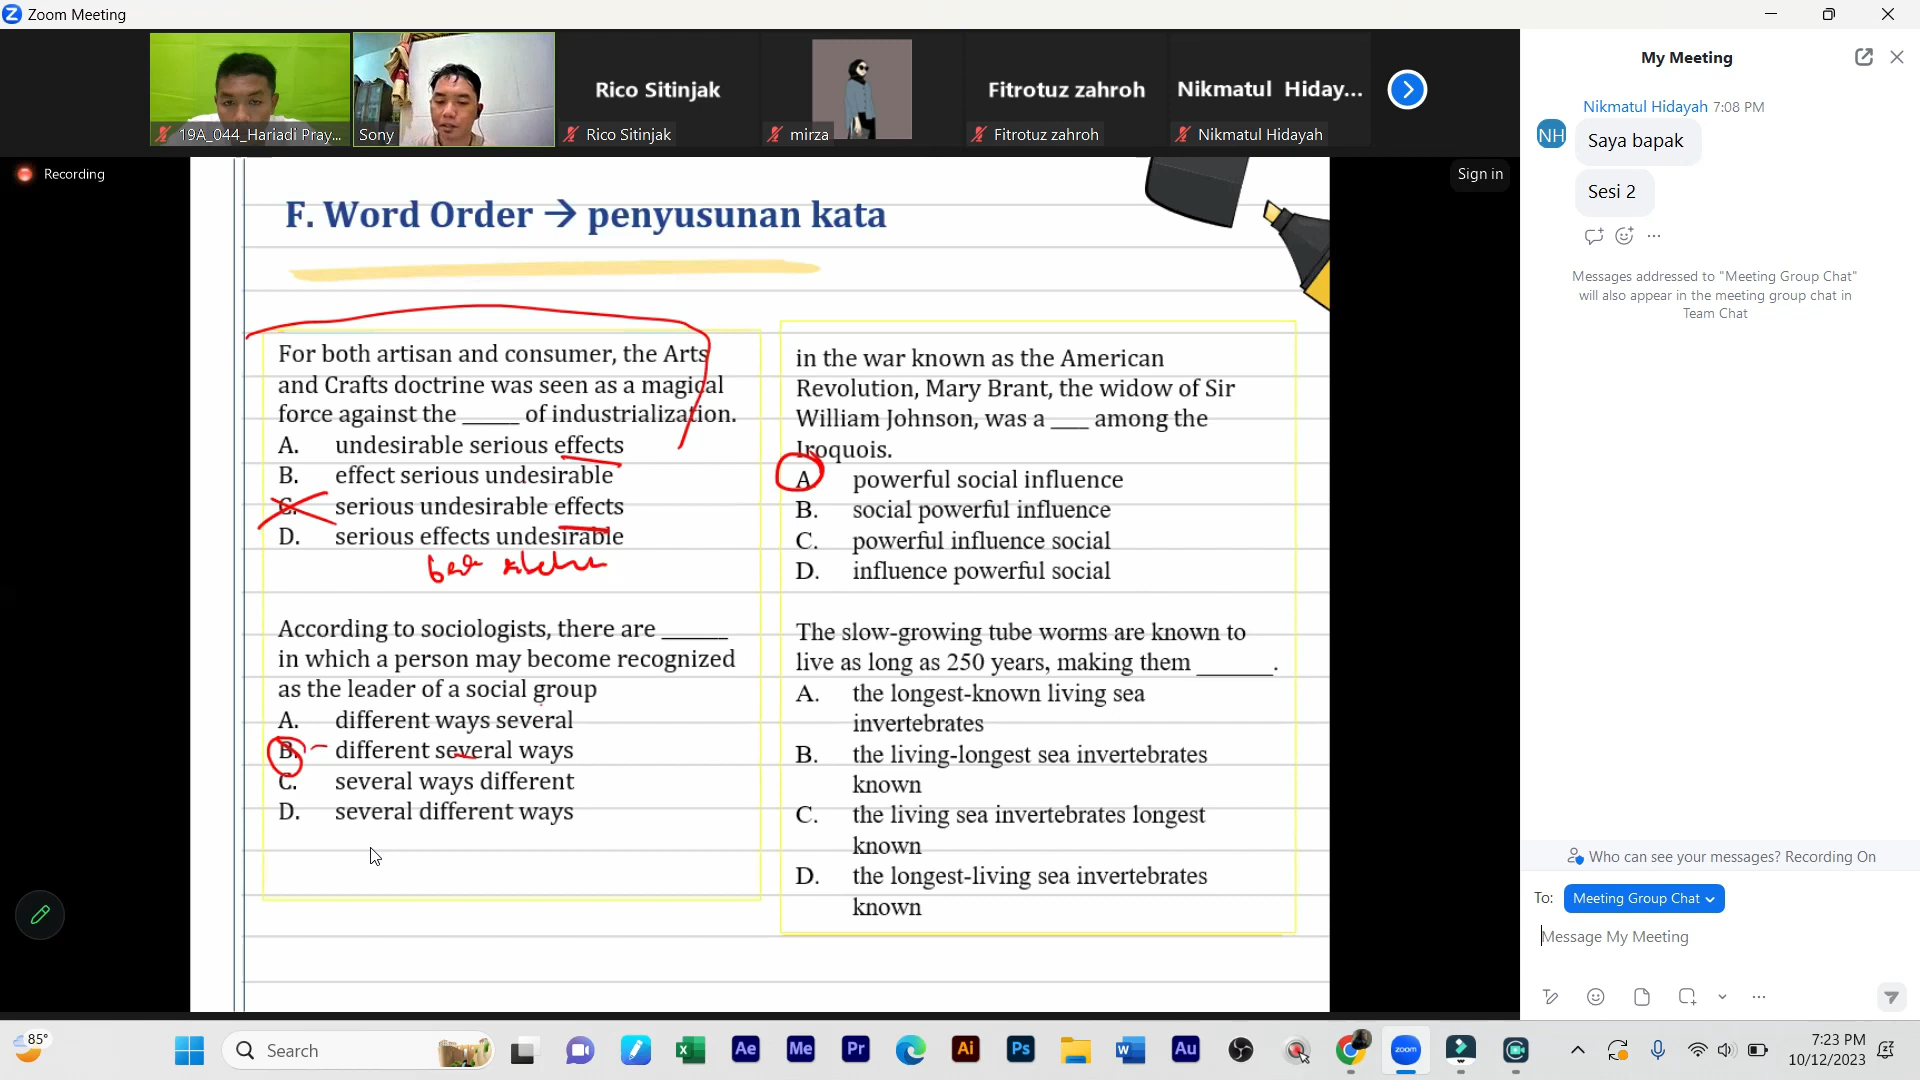 Zoom Meeting
19A_044_Hariadi Pray...
Sony
Rico Sitinjak
Rico Sitinjak
mirza
Fitrotuz zahroh
Fitrotuz zahroh
Nikmatul Hiday...
Nikmatul Hidayah
Recording
Sign in
F. Word Order → penyusunan kata
For both artisan and consumer, the Arts
and Crafts doctrine was seen as a magical
force against the _____ of industrialization.
A. undesirable serious effects
B. effect serious undesirable
C. serious undesirable effects
D. serious effects undesirable
According to sociologists, there are ______
in which a person may become recognized
as the leader of a social group
A. different ways several
B. different several ways
C. several ways different
D. several different ways
in the war known as the American
Revolution, Mary Brant, the widow of Sir
William Johnson, was a ___ among the
Iroquois.
A powerful social influence
B. social powerful influence
C. powerful influence social
D. influence powerful social
The slow-growing tube worms are known to
live as long as 250 years, making them ______.
A. the longest-known living sea
invertebrates
B. the living-longest sea invertebrates
known
C. the living sea invertebrates longest
known
D. the longest-living sea invertebrates
known
My Meeting
Nikmatul Hidayah 7:08 PM
NH
Saya bapak
Sesi 2
Messages addressed to "Meeting Group Chat"
will also appear in the meeting group chat in
Team Chat
Who can see your messages? Recording On
To: Meeting Group Chat
Message My Meeting
85°
Search
Ae
Me
Pr
Ai
Ps
Au
zoom
7:23 PM
10/12/2023